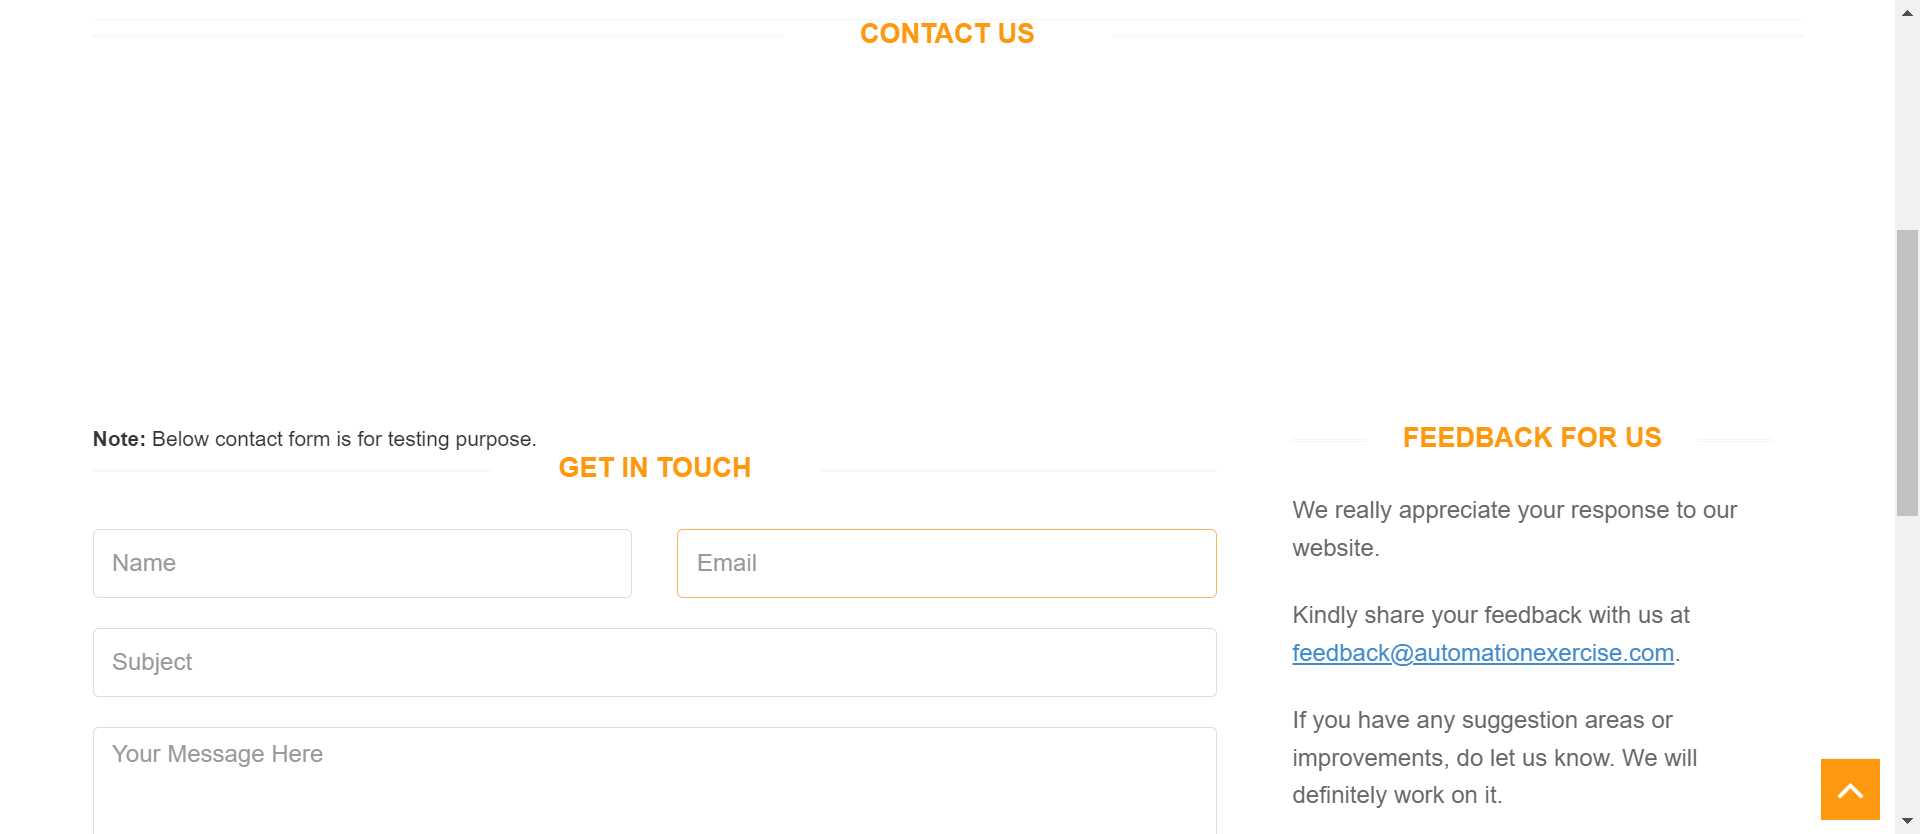 CONTACT US
Note: Below contact form is for testing purpose.
GET IN TOUCH
Name
Email
Subject
Your Message Here
FEEDBACK FOR US
We really appreciate your response to our
website.
Kindly share your feedback with us at
feedback@automationexercise.com.
If you have any suggestion areas or
improvements, do let us know. We will
definitely work on it.